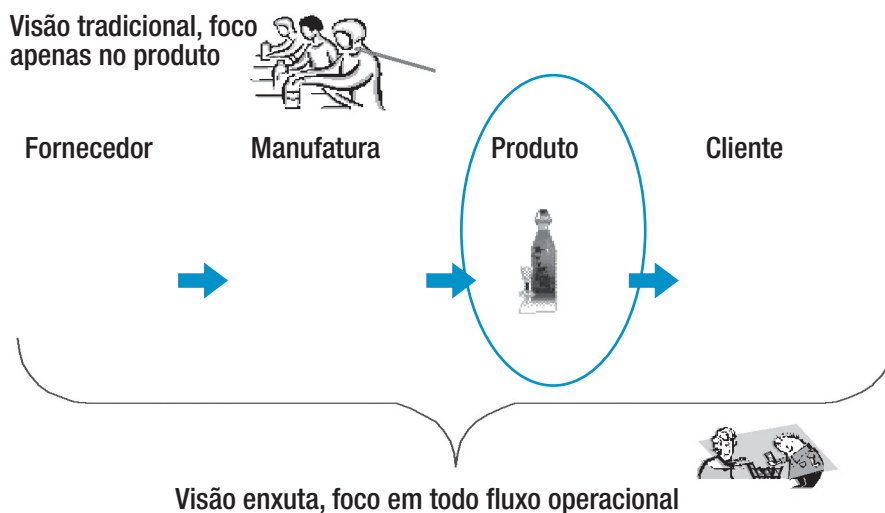 Visão tradicional, foco
apenas no produto
Fornecedor
Manufatura
Produto
Cliente
Visão enxuta, foco em todo fluxo operacional